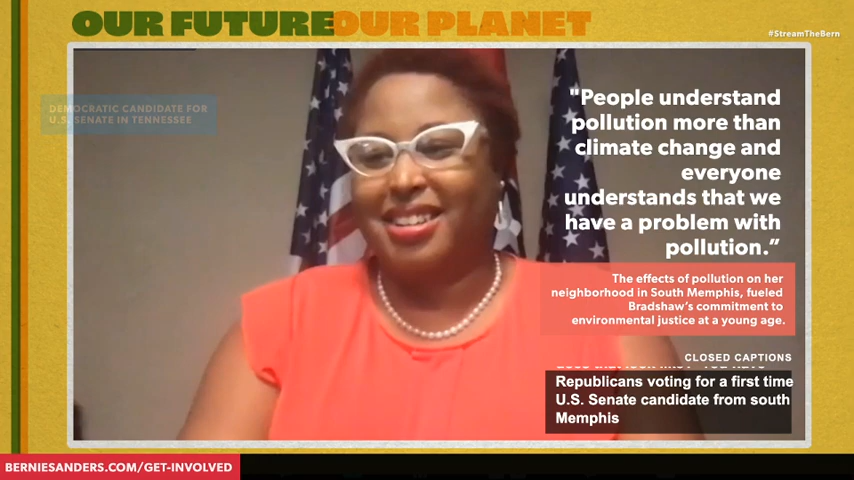 OUR FUTURE OUR PLANET
#StreamTheBern
DEMOCRATIC CANDIDATE FOR
U.S. SENATE IN TENNESSEE
"People understand
pollution more than
climate change and
everyone
understands that we
have a problem with
pollution.”
The effects of pollution on her
neighborhood in South Memphis, fueled
Bradshaw's commitment to
environmental justice at a young age.
CLOSED CAPTIONS
Republicans voting for a first time
U.S. Senate candidate from south
Memphis
BERNIESANDERS.COM/GET-INVOLVED